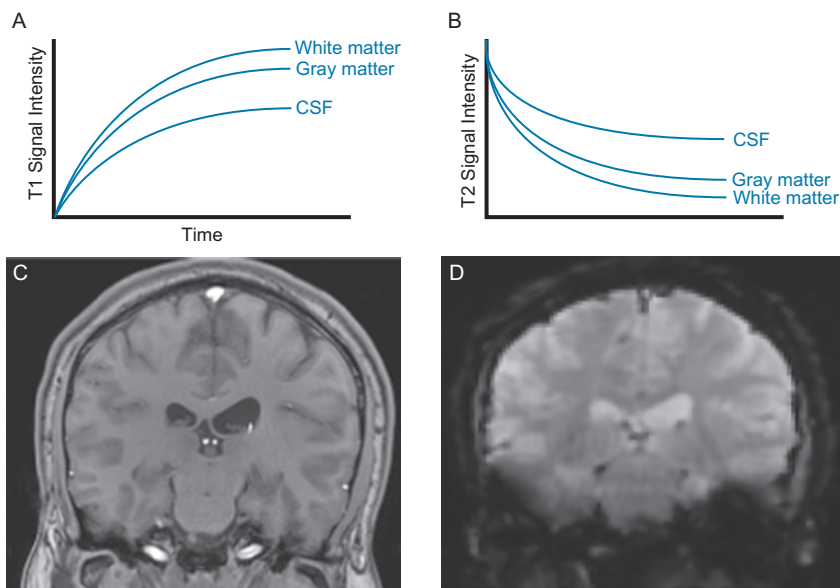 A
T1 Signal Intensity
White matter
Gray matter
CSF
Time
B
T2 Signal Intensity
CSF
Gray matter
White matter
C
D